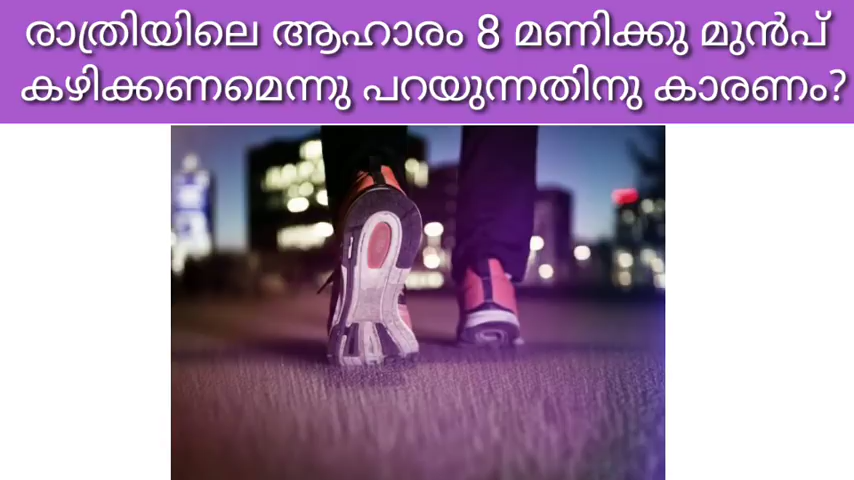 രാത്രിയിലെ ആഹാരം 8 മണിക്കു മുൻപ്
കഴിക്കണമെന്നു പറയുന്നതിനു കാരണം?